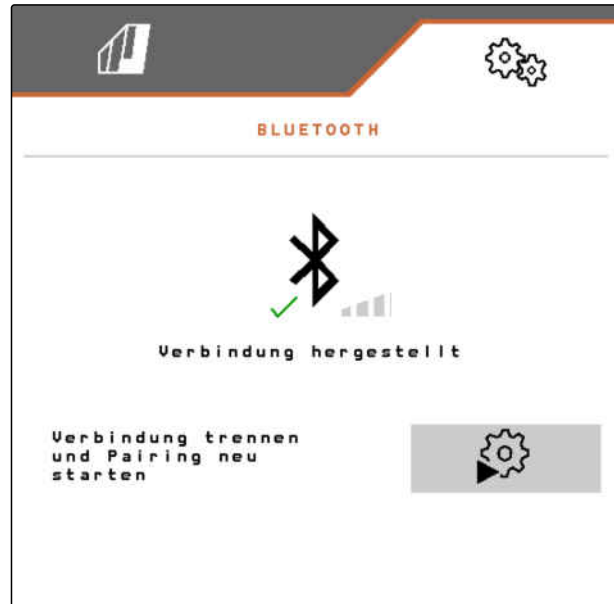 BLUETOOTH
Verbindung hergestellt
Verbindung trennen
und Pairing neu
starten